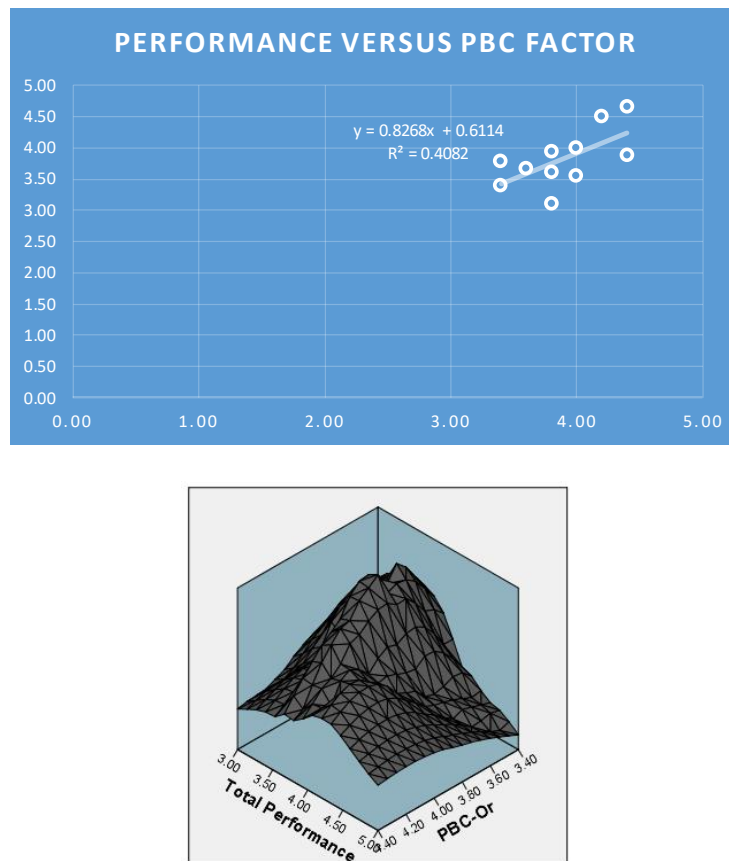 PERFORMANCE VERSUS PBC FACTOR
5.00
4.50
y = 0.8268x + 0.6114
4.00
R² = 0.4082
3.50
3.00
2.50
2.00
1.50
1.00
0.50
0.00
0.00 1.00 2.00 3.00 4.00 5.00
3.00 3.50 4.00 4.50 5.00
Total Performance
4.40 4.20 4.00 3.80 3.60 3.40
PBC-Or